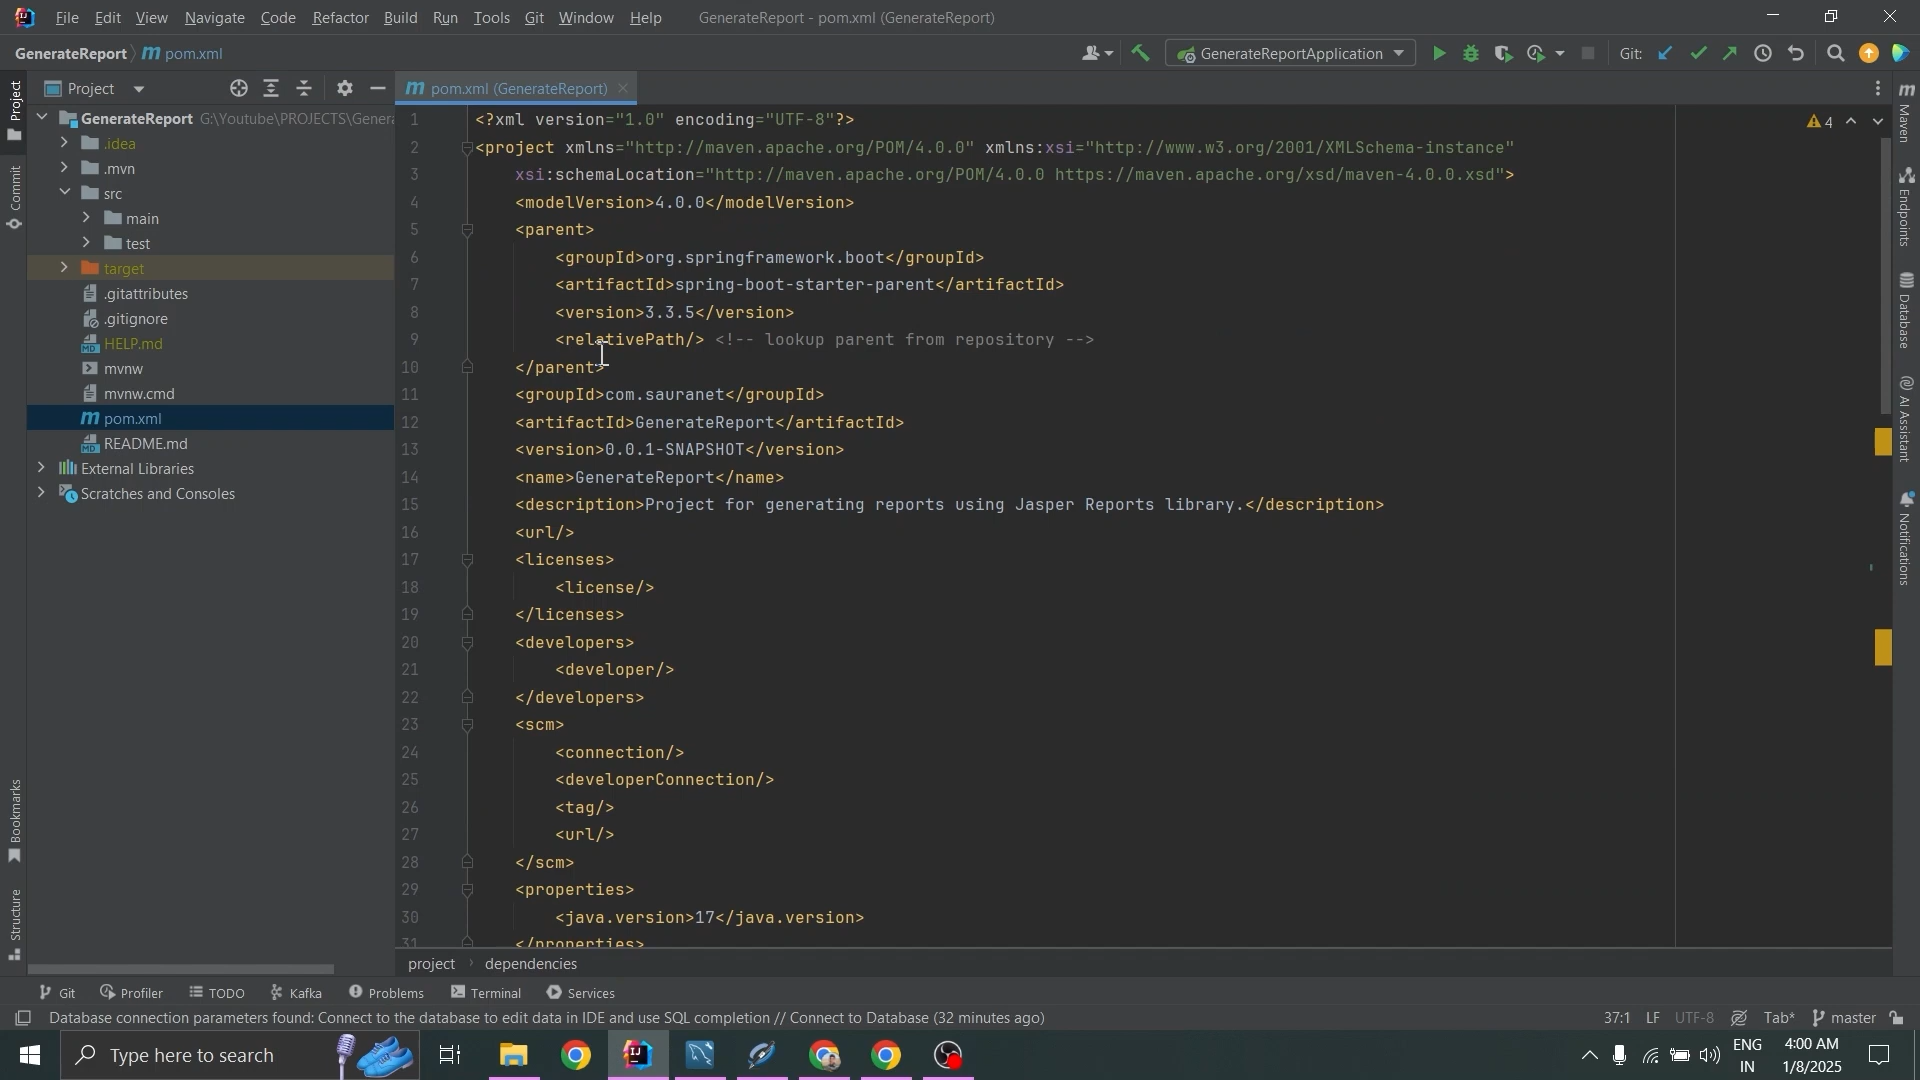 File Edit View Navigate Code Refactor Build Run Tools Git Window Help GenerateReport - pom.xml (GenerateReport)
GenerateReport pom.xml GenerateReportApplication Git:
Project
pom.xml (GenerateReport)
GenerateReport G:\Youtube\PROJECTS\Genera
.idea
.mvn
src
main
test
target
.gitattributes
.gitignore
HELP.md
mvnw
mvnw.cmd
pom.xml
README.md
External Libraries
Scratches and Consoles
Project
Commit
Bookmarks
Structure
4
1 <?xml version="1.0" encoding="UTF-8"?>
2 <project xmlns="http://maven.apache.org/POM/4.0.0" xmlns:xsi="http://www.w3.org/2001/XMLSchema-instance"
3 xsi:schemaLocation="http://maven.apache.org/POM/4.0.0 https://maven.apache.org/xsd/maven-4.0.0.xsd">
4 <modelVersion>4.0.0</modelVersion>
5 <parent>
6 <groupId>org.springframework.boot</groupId>
7 <artifactId>spring-boot-starter-parent</artifactId>
8 <version>3.3.5</version>
9 <relativePath/> <!-- lookup parent from repository -->
10 </parent>
11 <groupId>com.sauranet</groupId>
12 <artifactId>GenerateReport</artifactId>
13 <version>0.0.1-SNAPSHOT</version>
14 <name>GenerateReport</name>
15 <description>Project for generating reports using Jasper Reports library.</description>
16 <url/>
17 <licenses>
18 <license/>
19 </licenses>
20 <developers>
21 <developer/>
22 </developers>
23 <scm>
24 <connection/>
25 <developerConnection/>
26 <tag/>
27 <url/>
28 </scm>
29 <properties>
30 <java.version>17</java.version>
31 </properties>
Maven
Endpoints
Database
AI Assistant
Notifications
project dependencies
Git Profiler TODO Kafka Problems Terminal Services
Database connection parameters found: Connect to the database to edit data in IDE and use SQL completion // Connect to Database (32 minutes ago) 37:1 LF UTF-8 Tab* master
Type here to search
ENG
IN
4:00 AM
1/8/2025